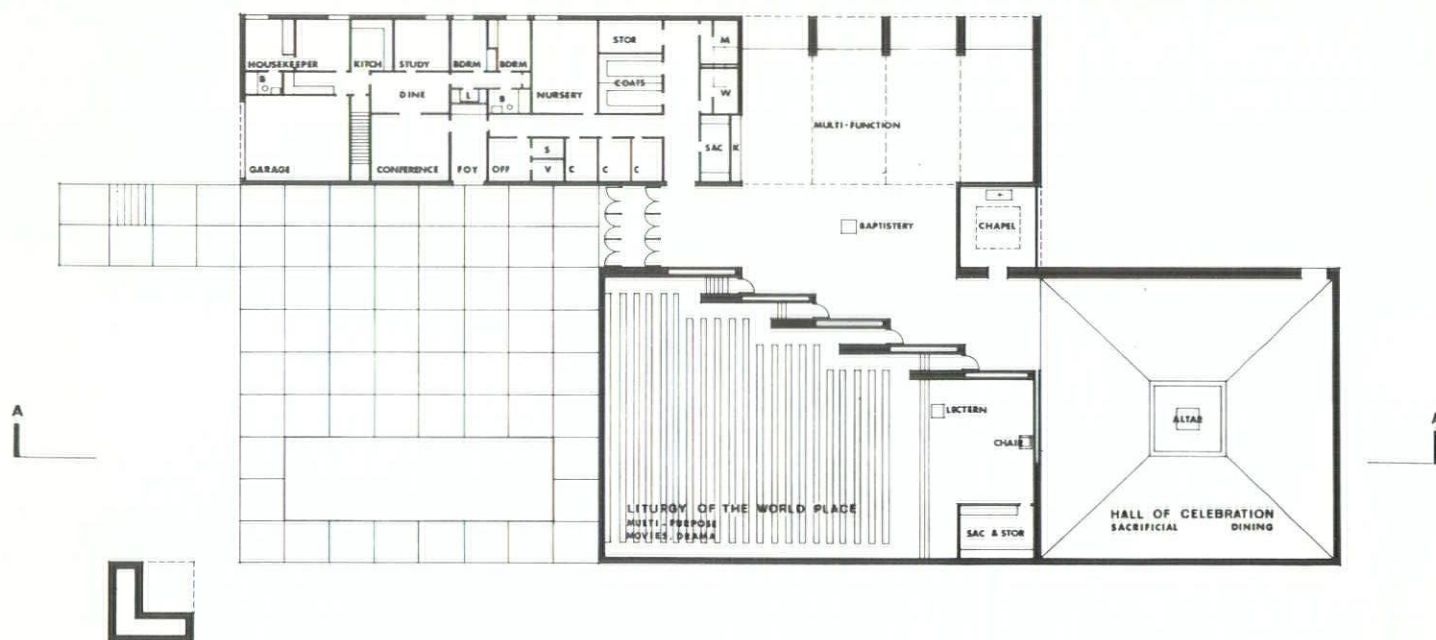 STOR
M
HOUSEKEEPER
KITCH
STUDY
BDRM
BDRM
B
COATS
DINE
L
B
NURSERY
W
MULTI-FUNCTION
GARAGE
CONFERENCE
FOY
OFF
S
V
C
C
C
SAC
K
BAPTISTERY
CHAPEL
A
LECTERN
ALTAR
A
CHAIR
LITURGY OF THE WORLD PLACE
MULTI-PURPOSE
MOVIES, DRAMA
SAC & STOR
HALL OF CELEBRATION
SACRIFICIAL DINING